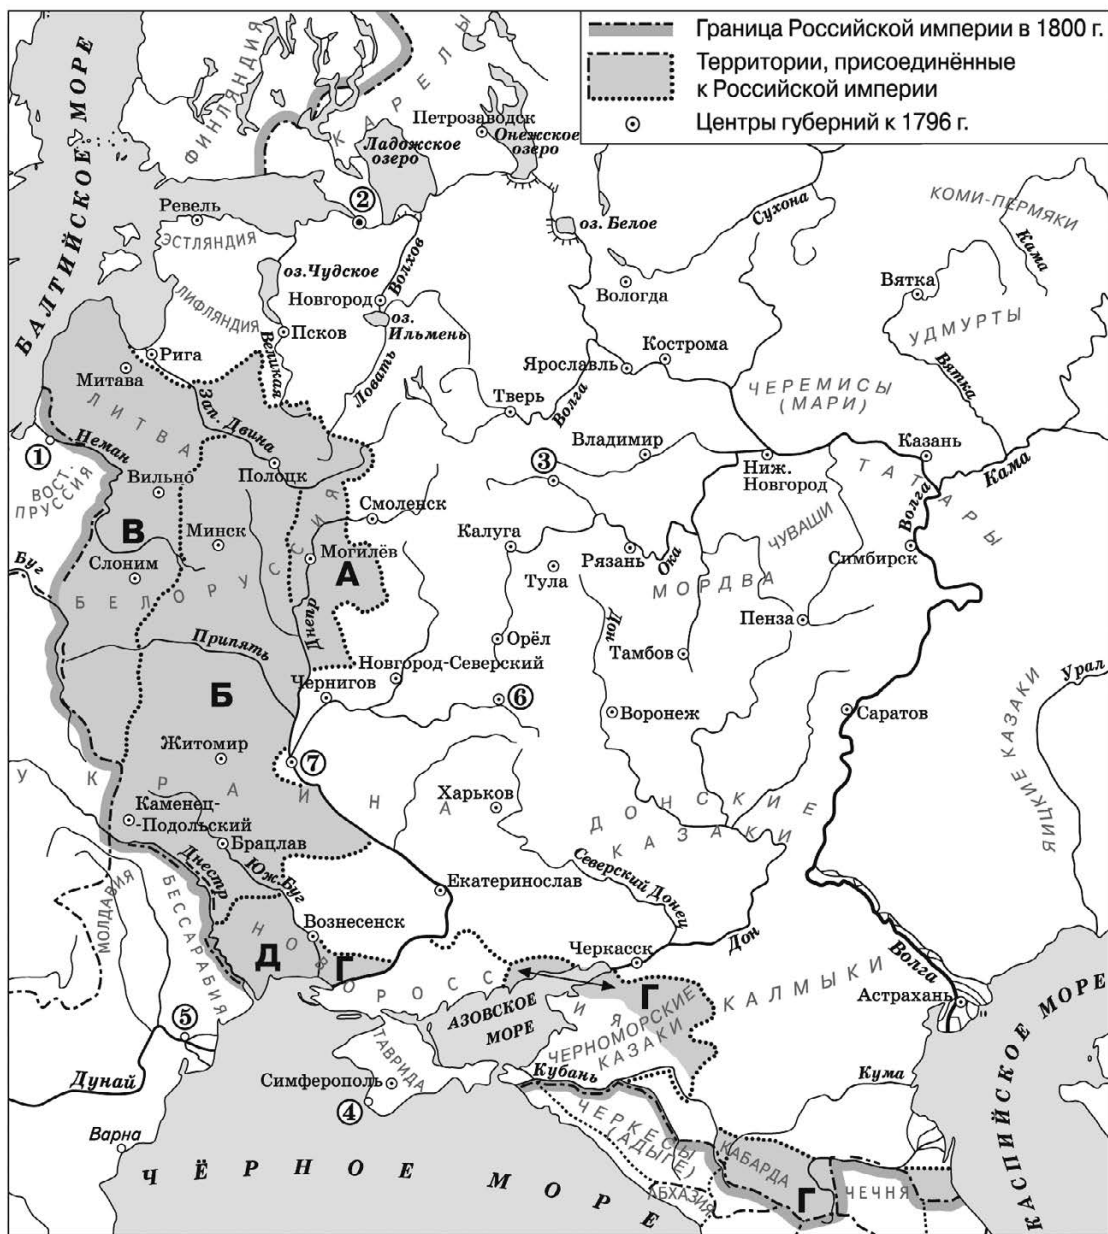 Граница Российской империи в 1800 г.
Территории, присоединённые
к Российской империи
Центры губерний к 1796 г.
БАЛТИЙСКОЕ МОРЕ
ФИНЛЯНДИЯ
КАРЕЛЫ
Петрозаводск
Онежское
озеро
Ладожское
озеро
2
Ревель
ЭСТЛЯНДИЯ
оз. Белое
Сухона
КОМИ-ПЕРМЯКИ
Кама
оз. Чудское
Волхов
Новгород
Вологда
Вятка
ЛИФЛЯНДИЯ
оз.
Ильмень
Псков
УДМУРТЫ
Великая
Ловать
Рига
Митава
Кострома
Ярославль
Вятка
ЛИТВА
Зап. Двина
Тверь
Волга
ЧЕРЕМИСЫ
(МАРИ)
1
Неман
Владимир
Казань
3
Ниж.
Новгород
Кама
ВОСТ.
ПРУССИЯ
Полоцк
ТАТАРЫ
Вильно
Волга
Смоленск
В
Минск
Калуга
ЧУВАШИ
Буг
Могилёв
А
Рязань
Ока
Симбирск
Слоним
Тула
МОРДВА
БЕЛОРУССИЯ
Днепр
Дон
Пенза
Припять
Орёл
Тамбов
Новгород-Северский
Чернигов
Урал
Б
6
Воронеж
Саратов
ЯИЦКИЕ КАЗАКИ
Житомир
7
УКРАИНА
Харьков
ДОНСКИЕ
КАЗАКИ
Каменец-
-Подольский
Брацлав
Днестр
Юж. Буг
Северский Донец
Екатеринослав
МОЛДАВИЯ
БЕССАРАБИЯ
Вознесенск
Д
Г
НОВОРОССИЯ
Черкасск
Дон
КАЛМЫКИ
Волга
Астрахань
Г
АЗОВСКОЕ
МОРЕ
ЧЕРНОМОРСКИЕ
КАЗАКИ
5
ТАВРИДА
Дунай
Симферополь
Кубань
Кума
4
КАСПИЙСКОЕ МОРЕ
Варна
ЧЕРКЕСЫ
(АДЫГЕ)
КАБАРДА
ЧЕЧНЯ
АБХАЗИЯ
Г
ЧЁРНОЕ МОРЕ